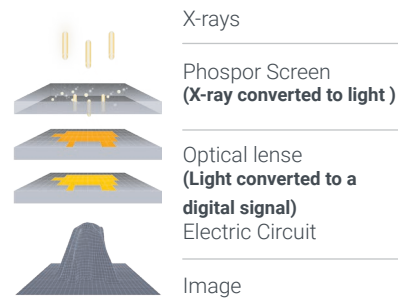 X-rays
Phospor Screen
(X-ray converted to light )
Optical lense
(Light converted to a
digital signal)
Electric Circuit
Image